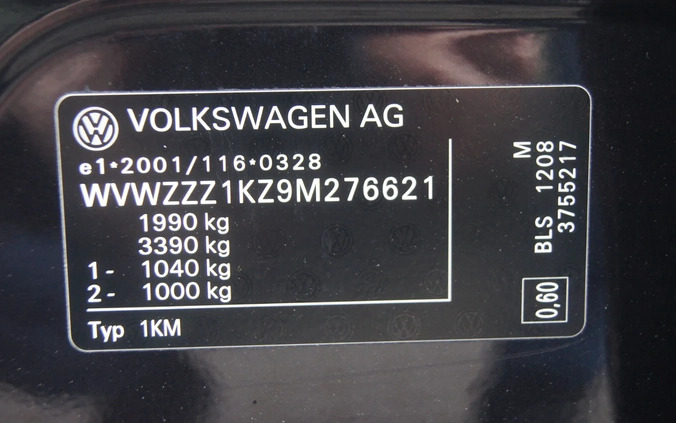 VOLKSWAGEN AG
e1*2001/116*0328
WVWZZZ1KZ9M276621
1990 kg
3390 kg
1- 1040 kg
2- 1000 kg
Typ 1KM
M
BLS 1208
3755217
0,60